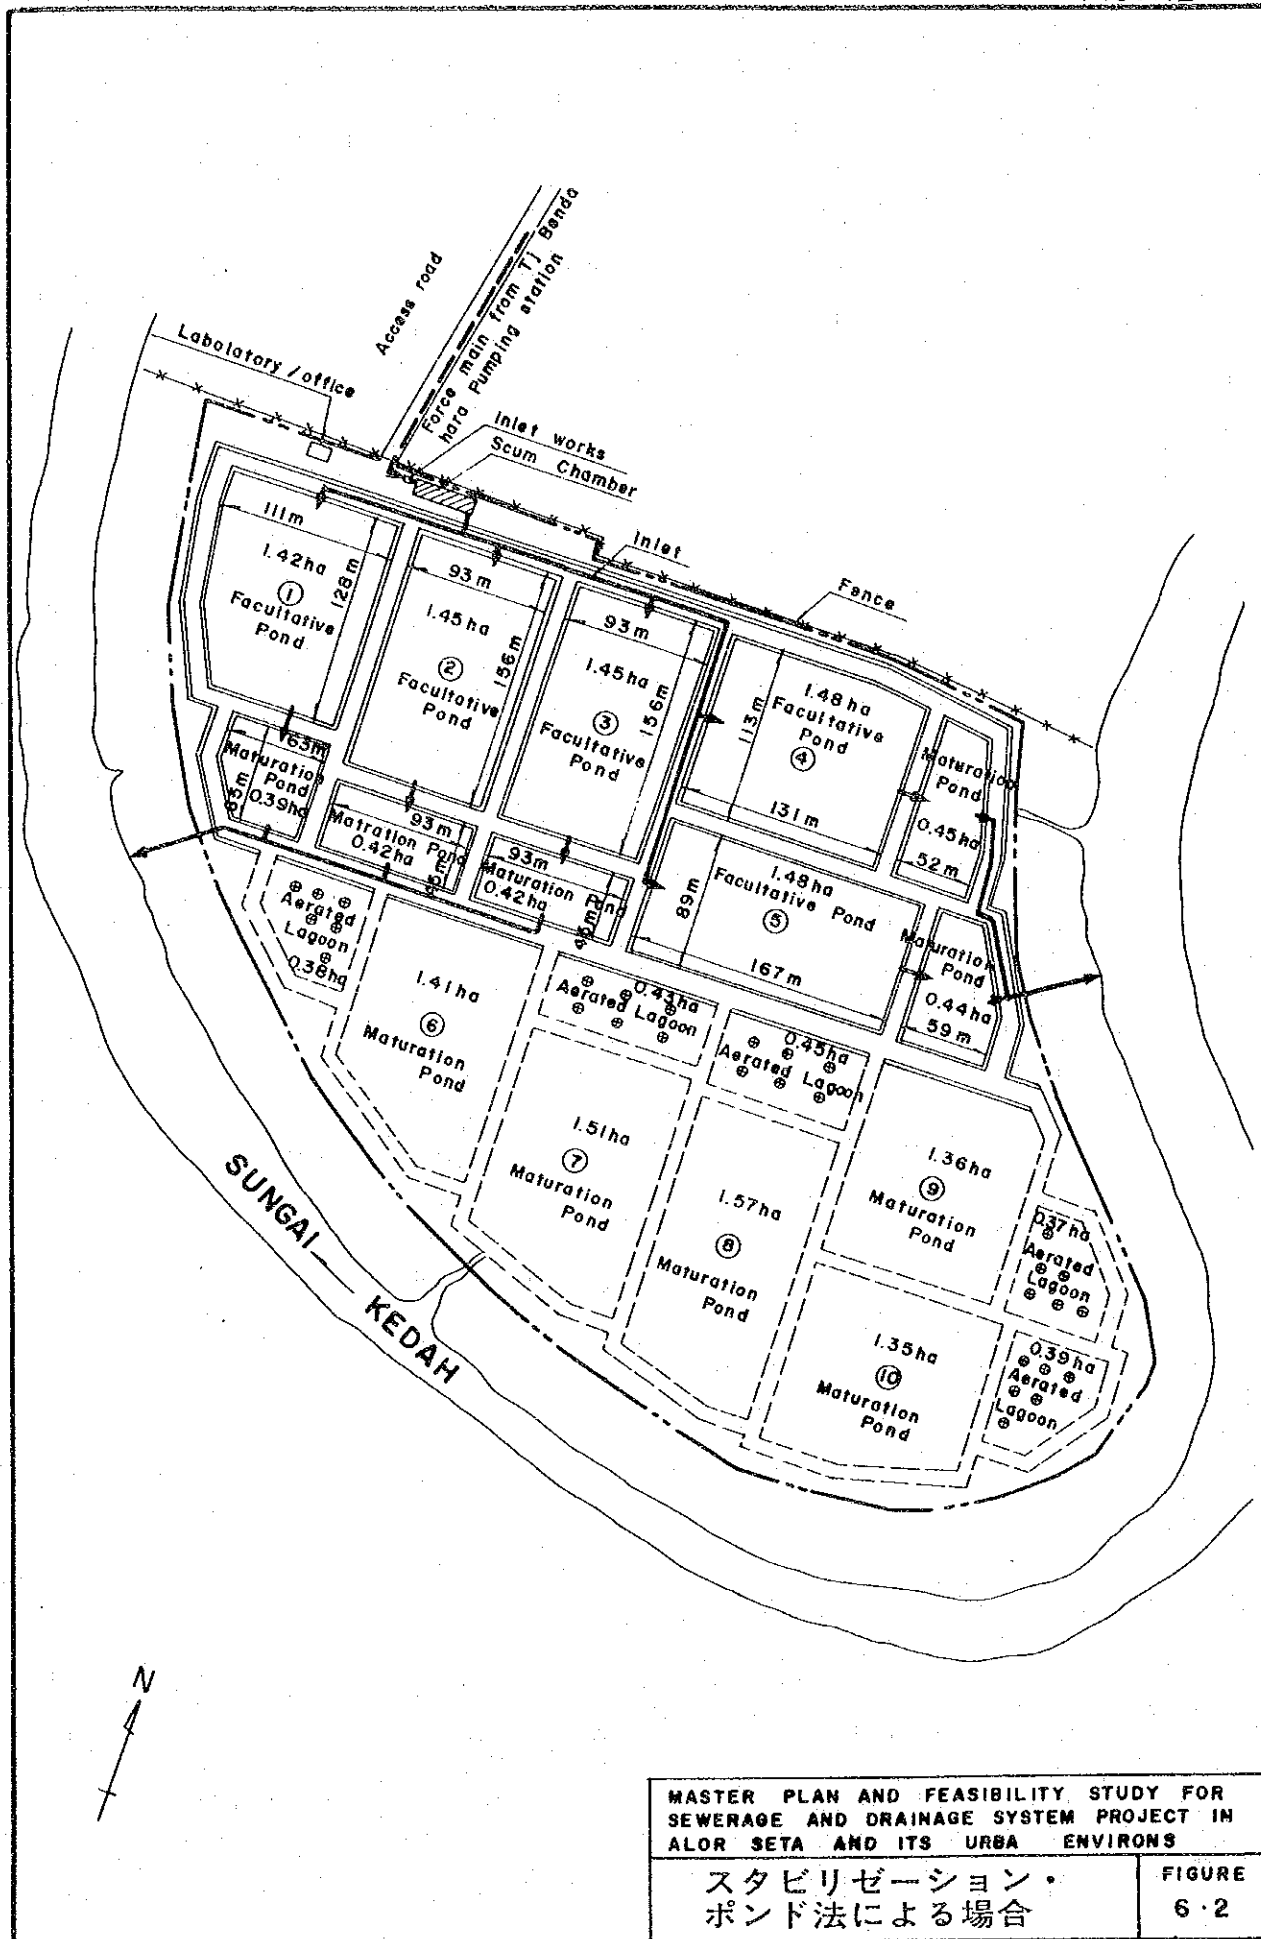 Access road
Force main from Tj Benda
hara Pumping station
Labolatory / office
Inlet works
Scum Chamber
Inlet
Fence
111m
1.42ha
①
Facultative
Pond
128m
93m
1.45ha
②
Facultative
Pond
156m
93m
1.45ha
③
Facultative
Pond
156m
1.48ha
Facultative
Pond
④
113m
131m
Maturation
Pond
0.45ha
52m
63m
Maturation
Pond
0.39ha
93m
Matration Pond
0.42ha
45m
93m
Maturation Pond
0.42ha
45m
1.48ha
Facultative Pond
⑤
89m
167m
Maturation
Pond
0.44ha
59m
Aerated
Lagoon
0.38ha
1.41ha
⑥
Maturation
Pond
0.43ha
Aerated Lagoon
0.45ha
Aerated Lagoon
1.51ha
⑦
Maturation
Pond
1.57ha
⑧
Maturation
Pond
1.36ha
⑨
Maturation
Pond
0.37ha
Aerated
Lagoon
1.35ha
⑩
Maturation
Pond
0.39ha
Aerated
Lagoon
SUNGAI
KEDAH
N
MASTER PLAN AND FEASIBILITY STUDY FOR
SEWERAGE AND DRAINAGE SYSTEM PROJECT IN
ALOR SETA AND ITS URBA ENVIRONS
スタビリゼーション・
ポンド法による場合
FIGURE
6・2